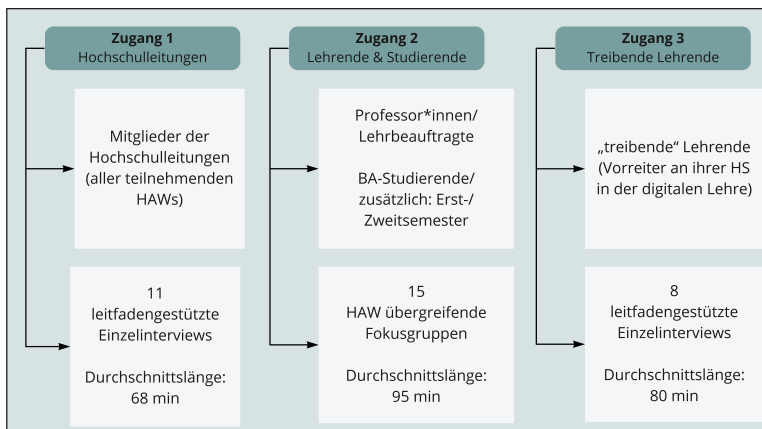 Zugang 1
Hochschulleitungen
Mitglieder der
Hochschulleitungen
(aller teilnehmenden
HAWs)
11
leitfadengestützte
Einzelinterviews
Durchschnittslänge:
68 min
Zugang 2
Lehrende & Studierende
Professor*innen/
Lehrbeauftragte
BA-Studierende/
zusätzlich: Erst-/
Zweitsemester
15
HAW übergreifende
Fokusgruppen
Durchschnittslänge:
95 min
Zugang 3
Treibende Lehrende
„treibende“ Lehrende
(Vorreiter an ihrer HS
in der digitalen Lehre)
8
leitfadengestützte
Einzelinterviews
Durchschnittslänge:
80 min